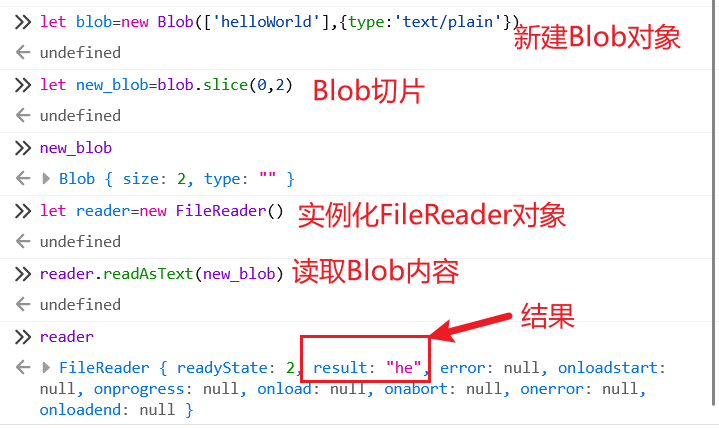 >> let blob=new Blob(['helloWorld'],{type:'text/plain'}) 新建Blob对象
← undefined
>> let new_blob=blob.slice(0,2) Blob切片
← undefined
>> new_blob
← ▶ Blob { size: 2, type: "" }
>> let reader=new FileReader() 实例化FileReader对象
← undefined
>> reader.readAsText(new_blob) 读取Blob内容
← undefined
>> reader 结果
← ▶ FileReader { readyState: 2, result: "he", error: null, onloadstart:
null, onprogress: null, onload: null, onabort: null, onerror: null,
onloadend: null }